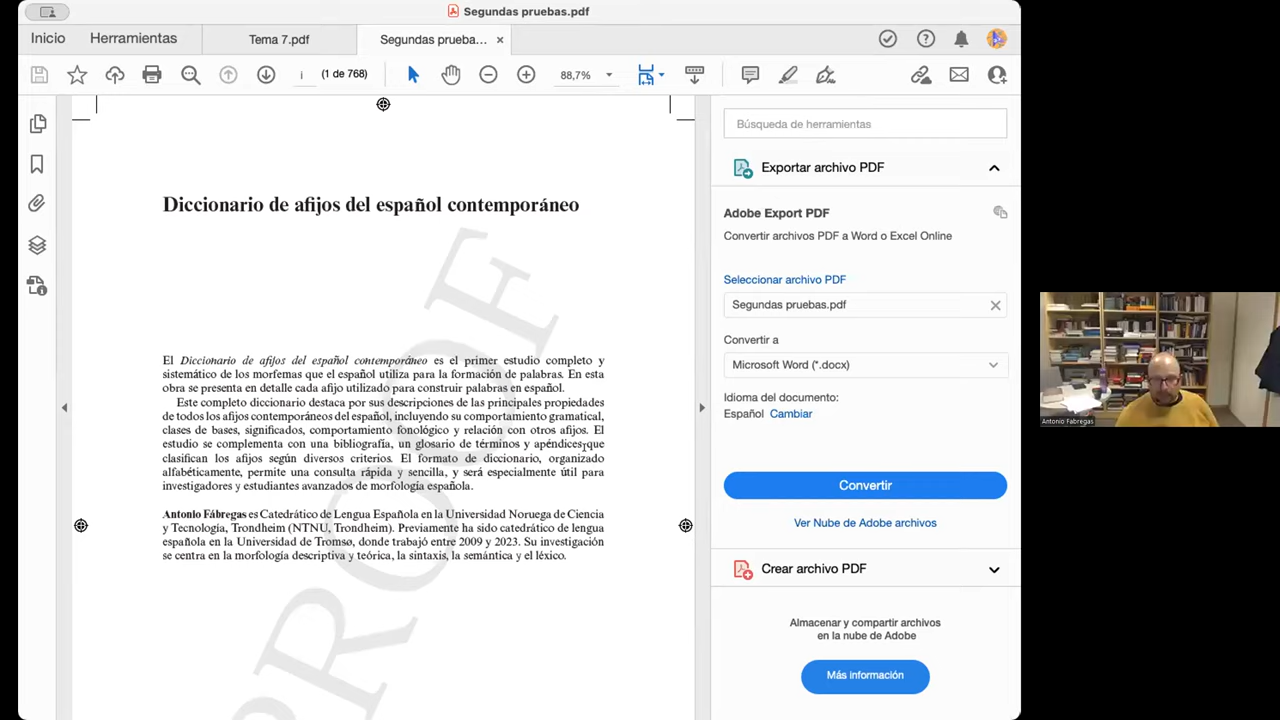 Segundas pruebas.pdf
Inicio
Herramientas
Tema 7.pdf
Segundas prueba...
i
(1 de 768)
88,7%
Diccionario de afijos del español contemporáneo
El Diccionario de afijos del español contemporáneo es el primer estudio completo y
sistemático de los morfemas que el español utiliza para la formación de palabras. En esta
obra se presenta en detalle cada afijo utilizado para construir palabras en español.
Este completo diccionario destaca por sus descripciones de las principales propiedades
de todos los afijos contemporáneos del español, incluyendo su comportamiento gramatical,
clases de bases, significados, comportamiento fonológico y relación con otros afijos. El
estudio se complementa con una bibliografía, un glosario de términos y apéndices que
clasifican los afijos según diversos criterios. El formato de diccionario, organizado
alfabéticamente, permite una consulta rápida y sencilla, y será especialmente útil para
investigadores y estudiantes avanzados de morfología española.
Antonio Fábregas es Catedrático de Lengua Española en la Universidad Noruega de Ciencia
y Tecnología, Trondheim (NTNU, Trondheim). Previamente ha sido catedrático de lengua
española en la Universidad de Tromsø, donde trabajó entre 2009 y 2023. Su investigación
se centra en la morfología descriptiva y teórica, la sintaxis, la semántica y el léxico.
PROOF
Búsqueda de herramientas
Exportar archivo PDF
Adobe Export PDF
Convertir archivos PDF a Word o Excel Online
Seleccionar archivo PDF
Segundas pruebas.pdf
Convertir a
Microsoft Word (*.docx)
Idioma del documento:
Español Cambiar
Convertir
Ver Nube de Adobe archivos
Crear archivo PDF
Almacenar y compartir archivos
en la nube de Adobe
Más información
Antonio Fábregas